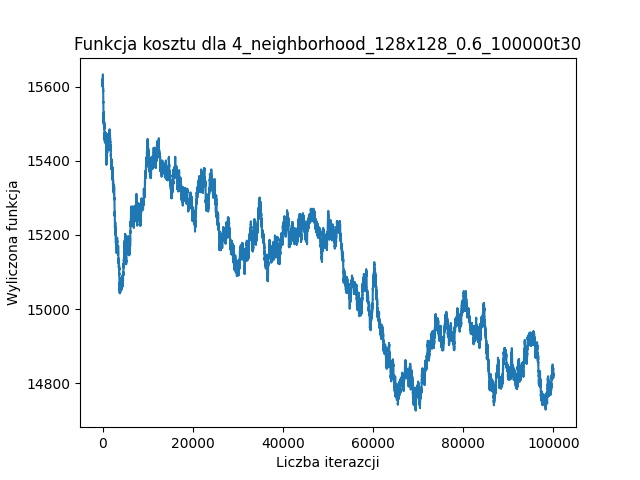 Funkcja kosztu dla 4_neighborhood_128x128_0.6_100000t30
15600
15400
15200
15000
14800
Wyliczona funkcja
0 20000 40000 60000 80000 100000
Liczba iterazcji